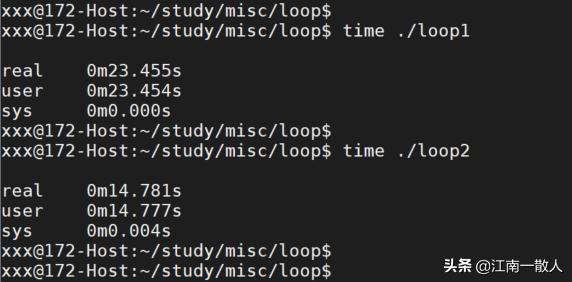 xxx@172-Host:~/study/misc/loop$
xxx@172-Host:~/study/misc/loop$ time ./loop1
real    0m23.455s
user    0m23.454s
sys     0m0.000s
xxx@172-Host:~/study/misc/loop$
xxx@172-Host:~/study/misc/loop$ time ./loop2
real    0m14.781s
user    0m14.777s
sys     0m0.004s
xxx@172-Host:~/study/misc/loop$
xxx@172-Host:~/study/misc/loop$
头条 @江南一散人